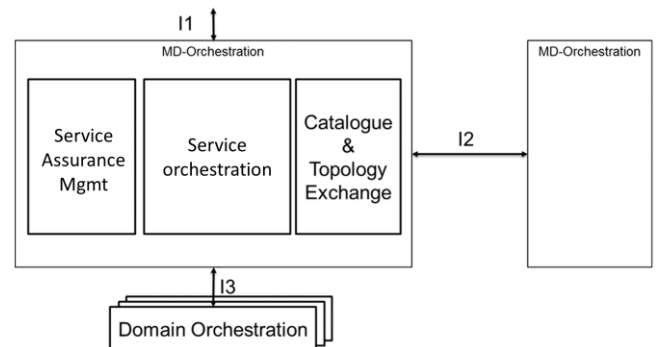 I1
MD-Orchestration
MD-Orchestration
Service
Assurance
Mgmt
Service
orchestration
Catalogue
&
Topology
Exchange
I2
I3
Domain Orchestration